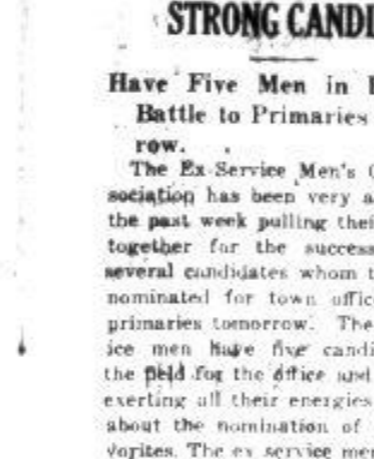 STRONG CANDI
Have Five Men in
Battle to Primaries
row.
The Ex-Service Men's
sociation has been very a
the past week pulling thei
together for the success
several candidates whom t
nominated for town offic
primaries tomorrow. The
ice men have five candi
the field for the office and
exerting all their energies
about the nomination of
vorites. The ex service me